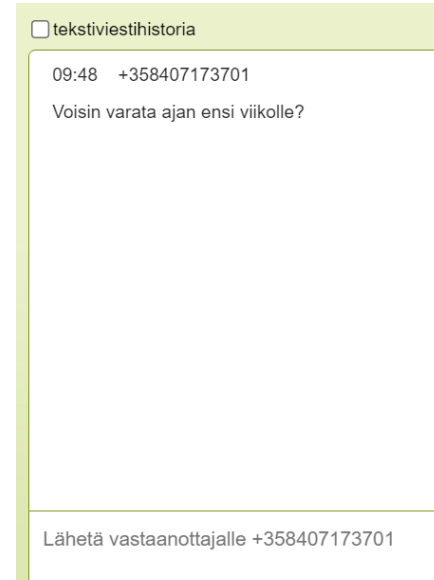 tekstiviestihistoria
09:48 +358407173701
Voisin varata ajan ensi viikolle?
Lähetä vastaanottajalle +358407173701